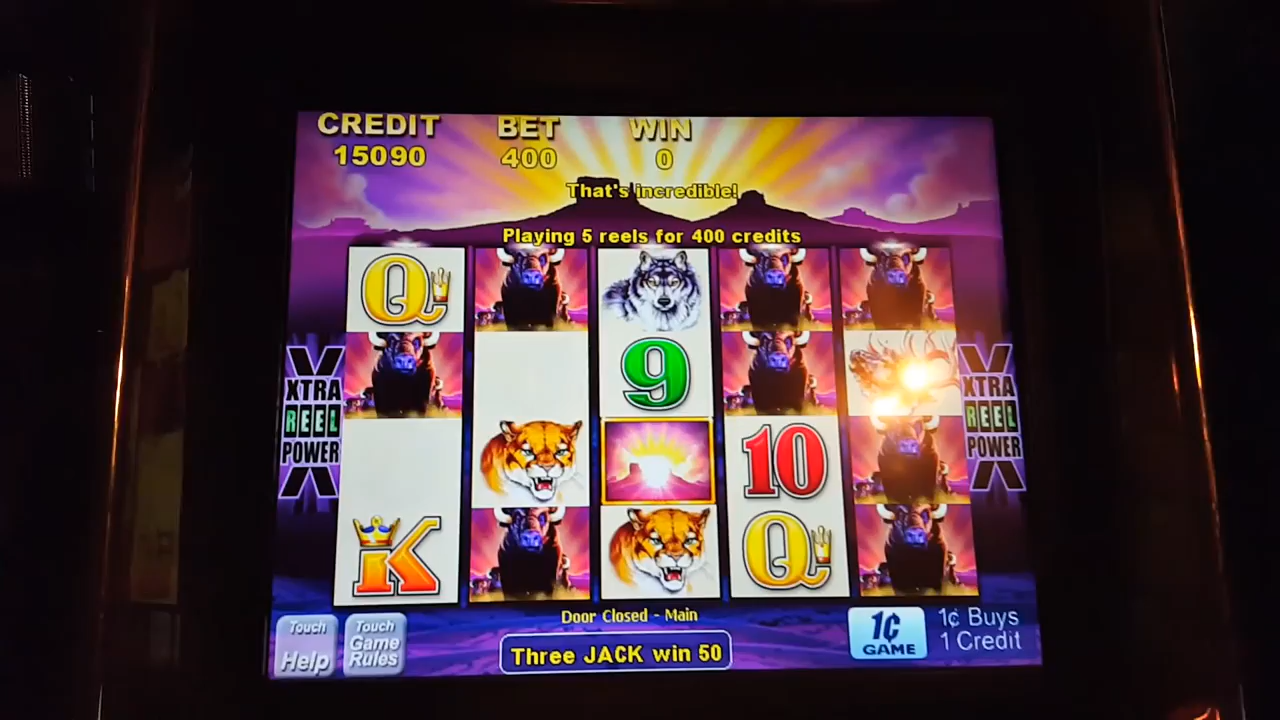 CREDIT BET WIN
15090 400 0
That's incredible!
Playing 5 reels for 400 credits
Q
9
XTRA
REEL
POWER
XTRA
REEL
POWER
10
K
Q
Door Closed - Main
Touch
Help
Touch
Game
Rules
Three JACK win 50
1¢
GAME
1¢ Buys
1 Credit